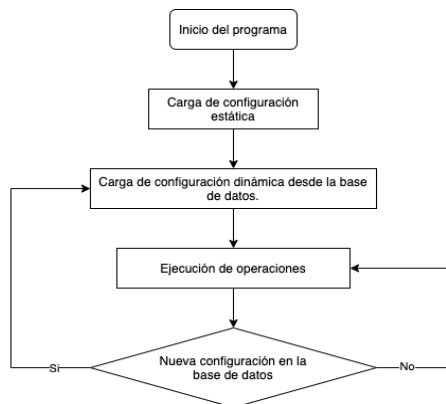 Inicio del programa
Carga de configuración
estática
Carga de configuración dinámica desde la base
de datos.
Ejecución de operaciones
Nueva configuración en la
base de datos
Si
No